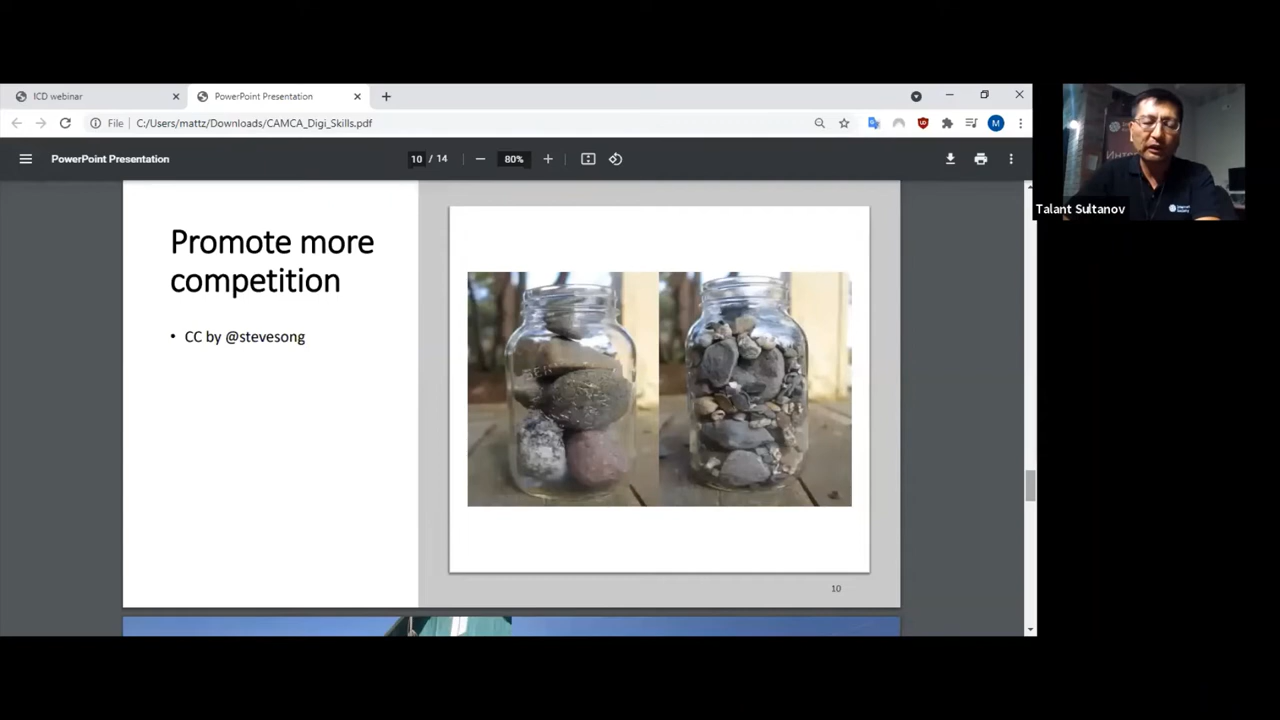 ICD webinar
PowerPoint Presentation
File
C:/Users/mattz/Downloads/CAMCA_Digi_Skills.pdf
M
PowerPoint Presentation
10 / 14
80%
Promote more
competition
• CC by @stevesong
10
Talant Sultanov